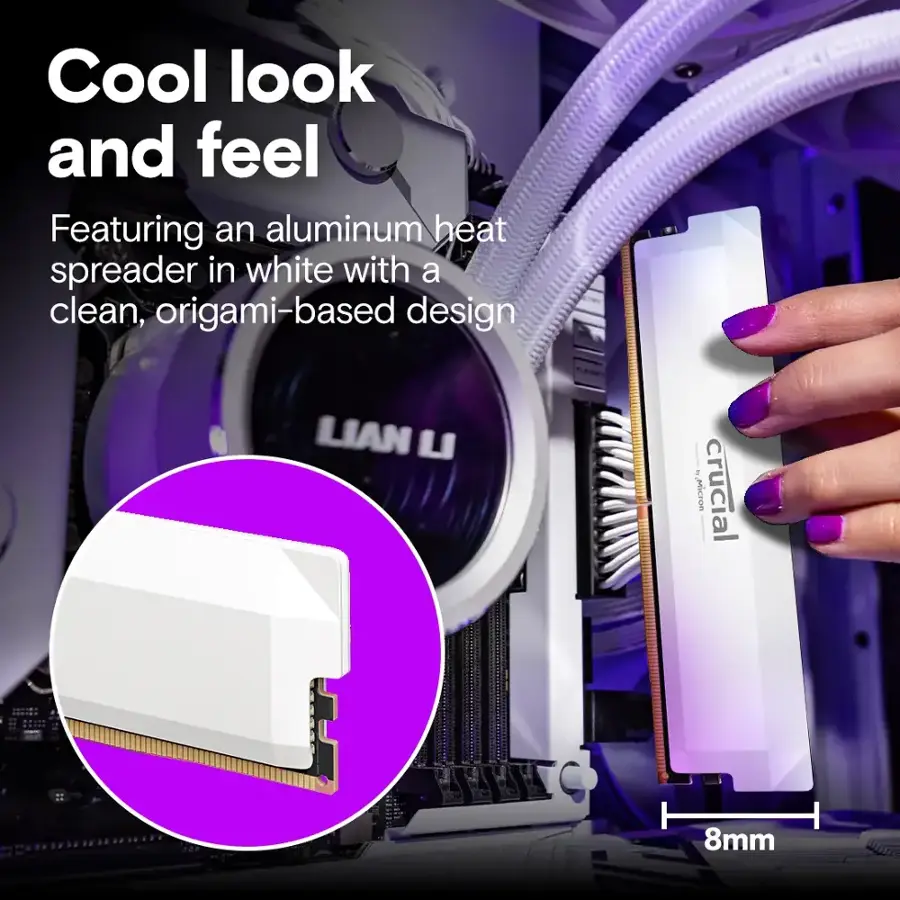 Cool look
and feel
Featuring an aluminum heat
spreader in white with a
clean, origami-based design
LIAN LI
crucial
by Micron
8mm